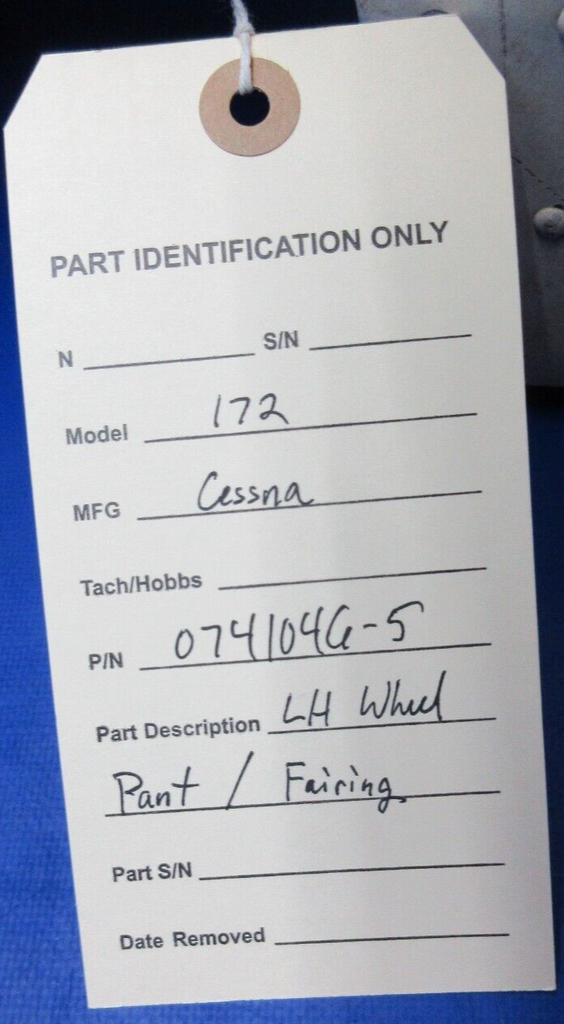 PART IDENTIFICATION ONLY
N S/N
Model 172
MFG Cessna
Tach/Hobbs
P/N 0741046-5
Part Description LH Wheel
Pant / Fairing
Part S/N
Date Removed